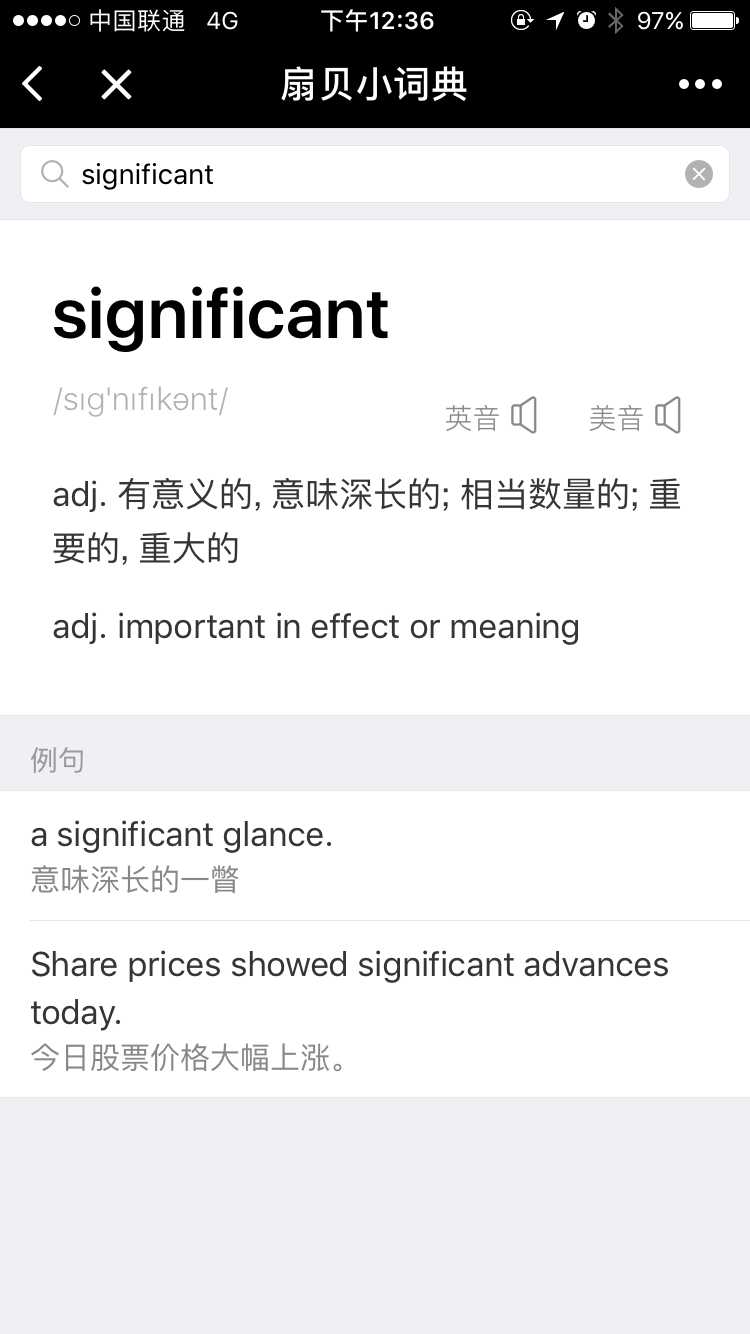 中国联通 4G 下午12:36 97%
扇贝小词典
significant
significant
/sıg'nıfıkənt/
英音 美音
adj. 有意义的, 意味深长的; 相当数量的; 重
要的, 重大的
adj. important in effect or meaning
例句
a significant glance.
意味深长的一瞥
Share prices showed significant advances
today.
今日股票价格大幅上涨。